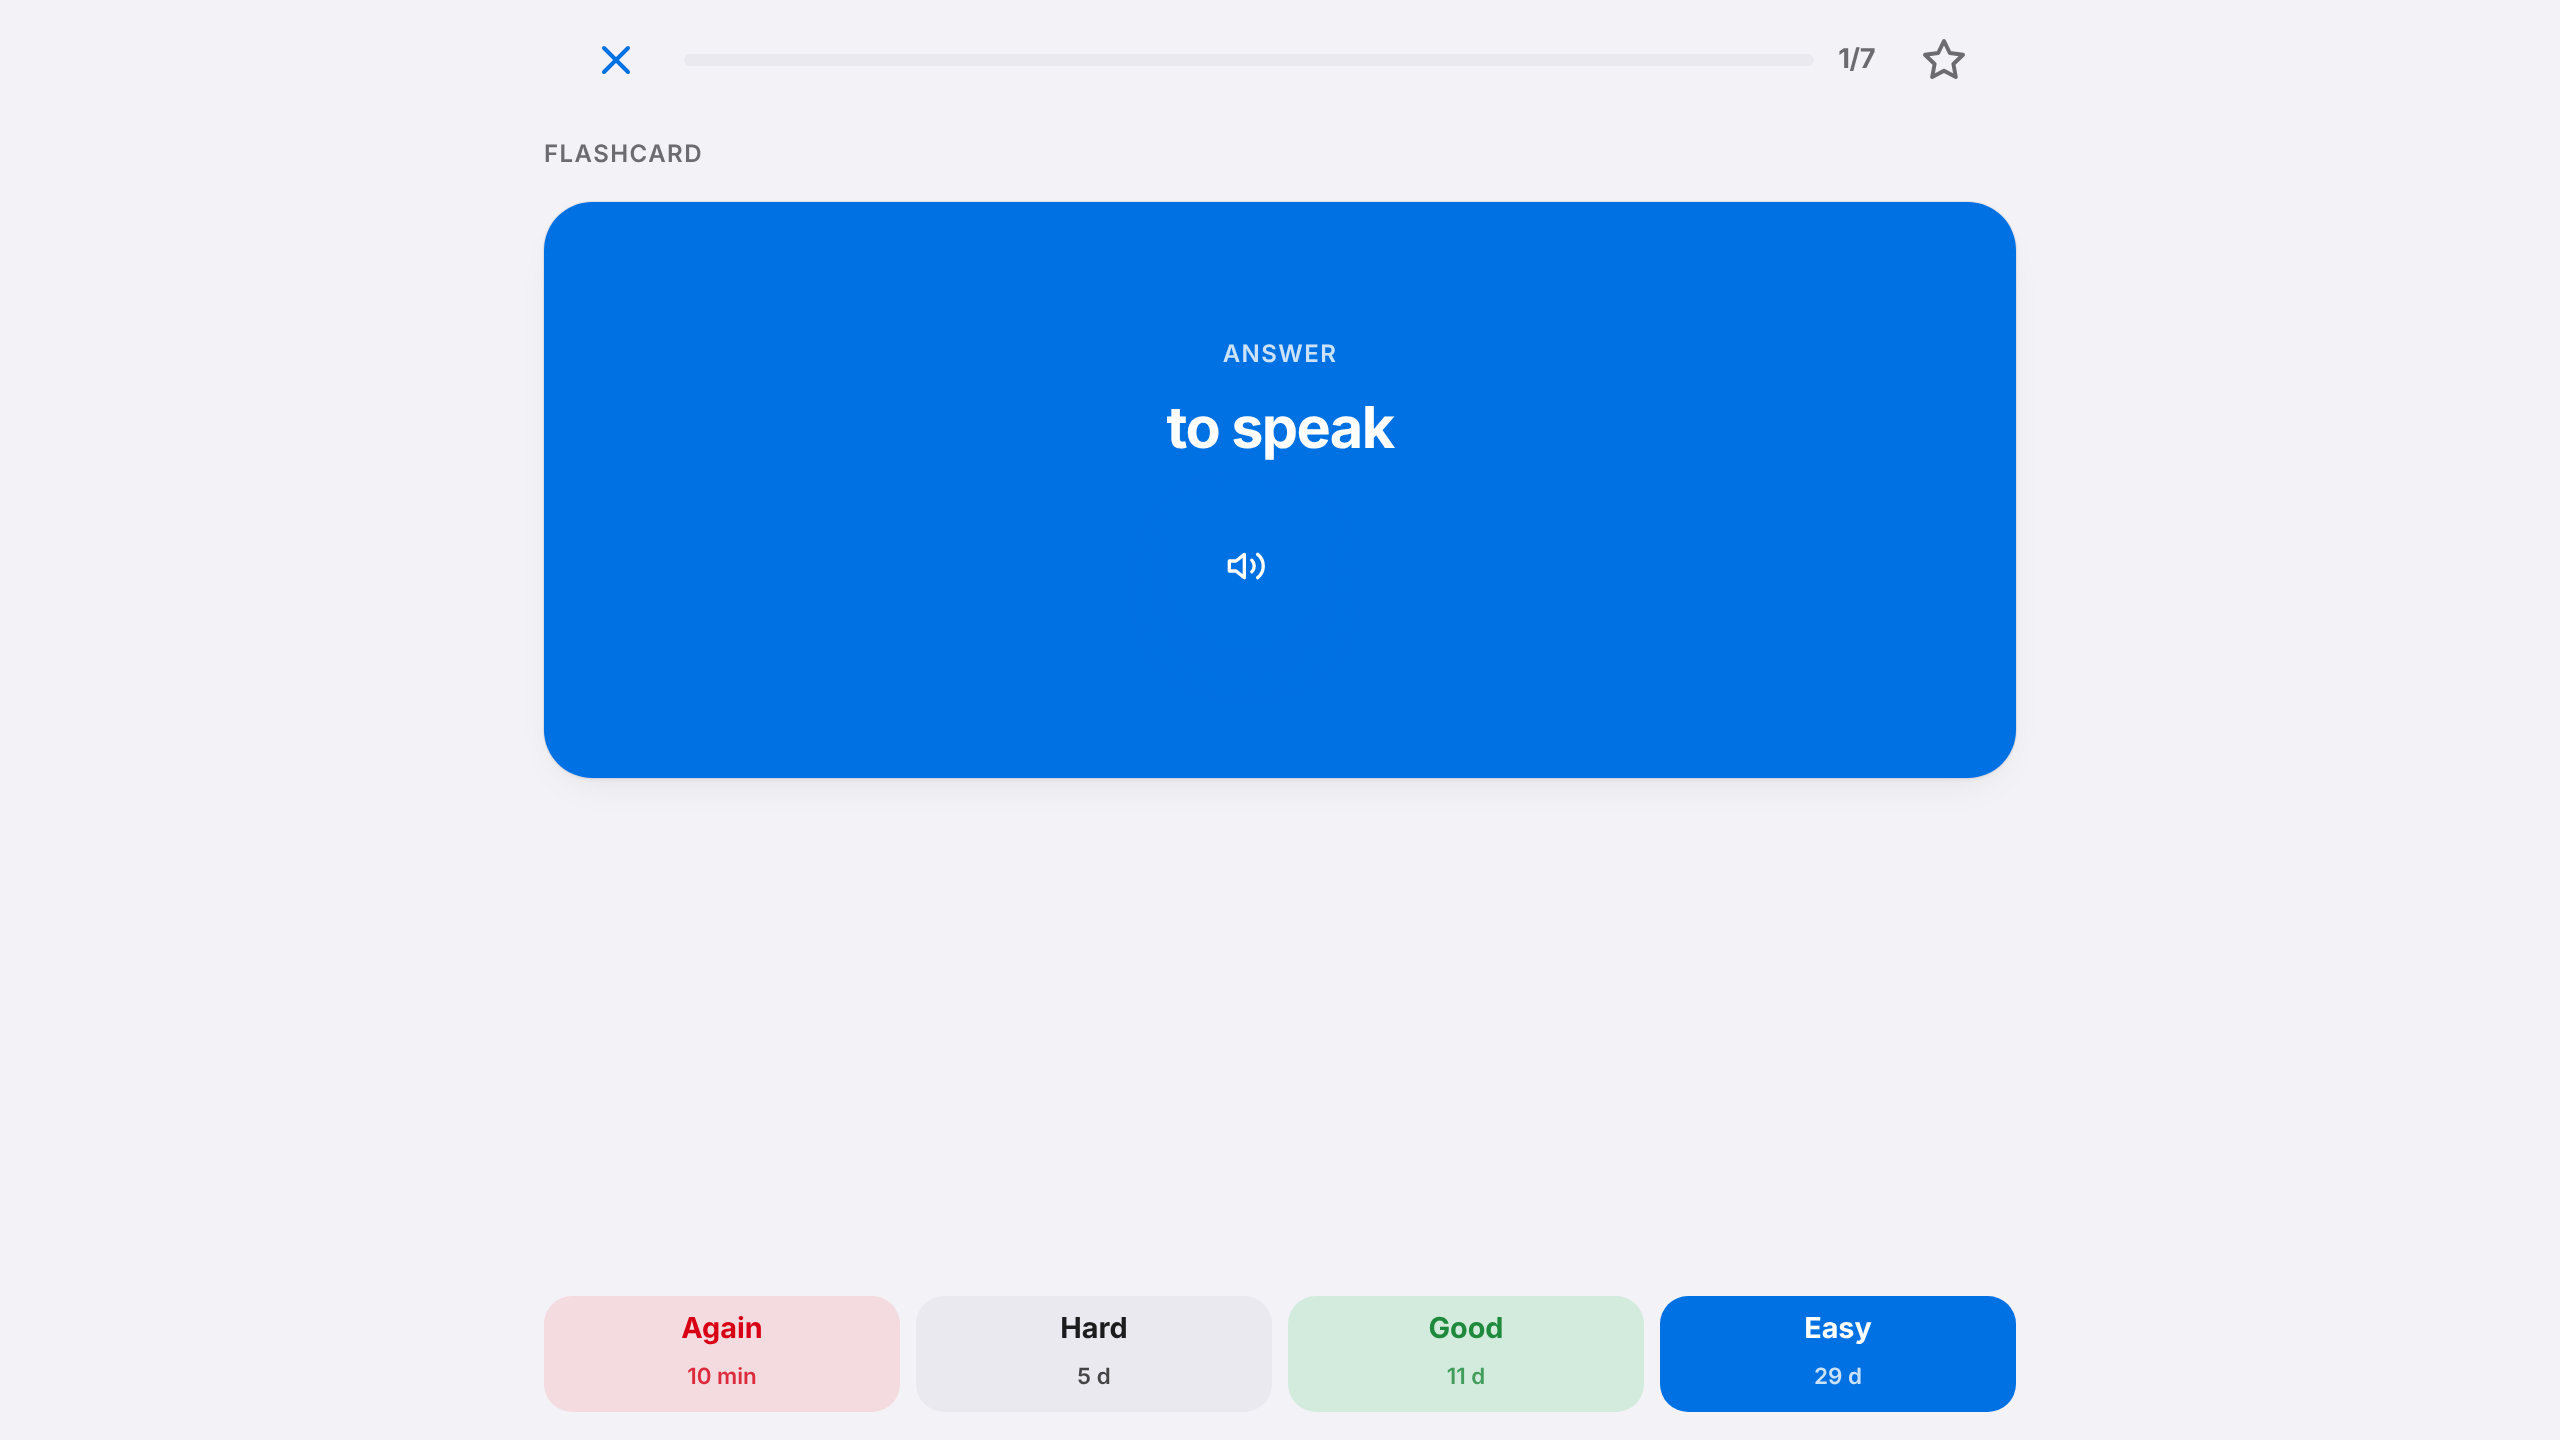 1/7
FLASHCARD
ANSWER
to speak
Again
10 min
Hard
5 d
Good
11 d
Easy
29 d